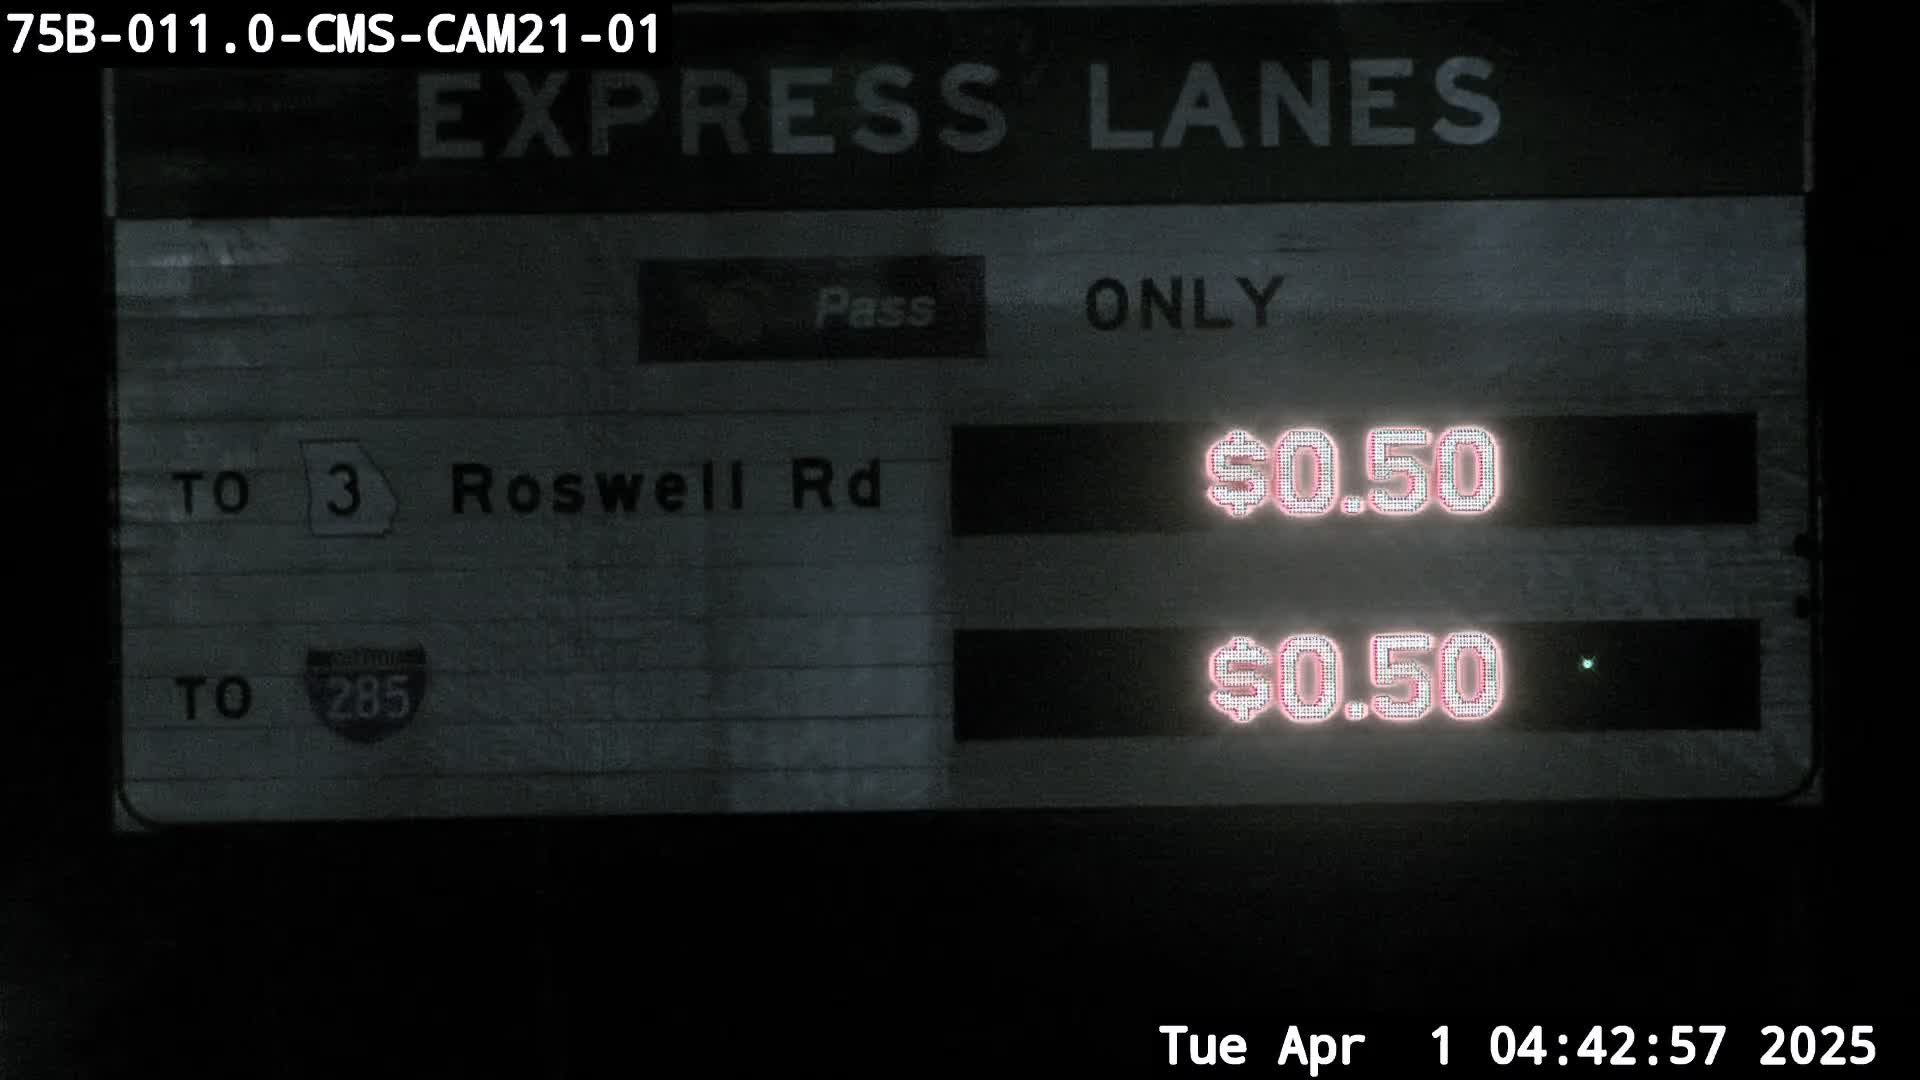 75B-011.0-CMS-CAM21-01
EXPRESS LANES
Pass ONLY
TO 3 Roswell Rd $0.50
TO 285 $0.50
Tue Apr 1 04:42:57 2025